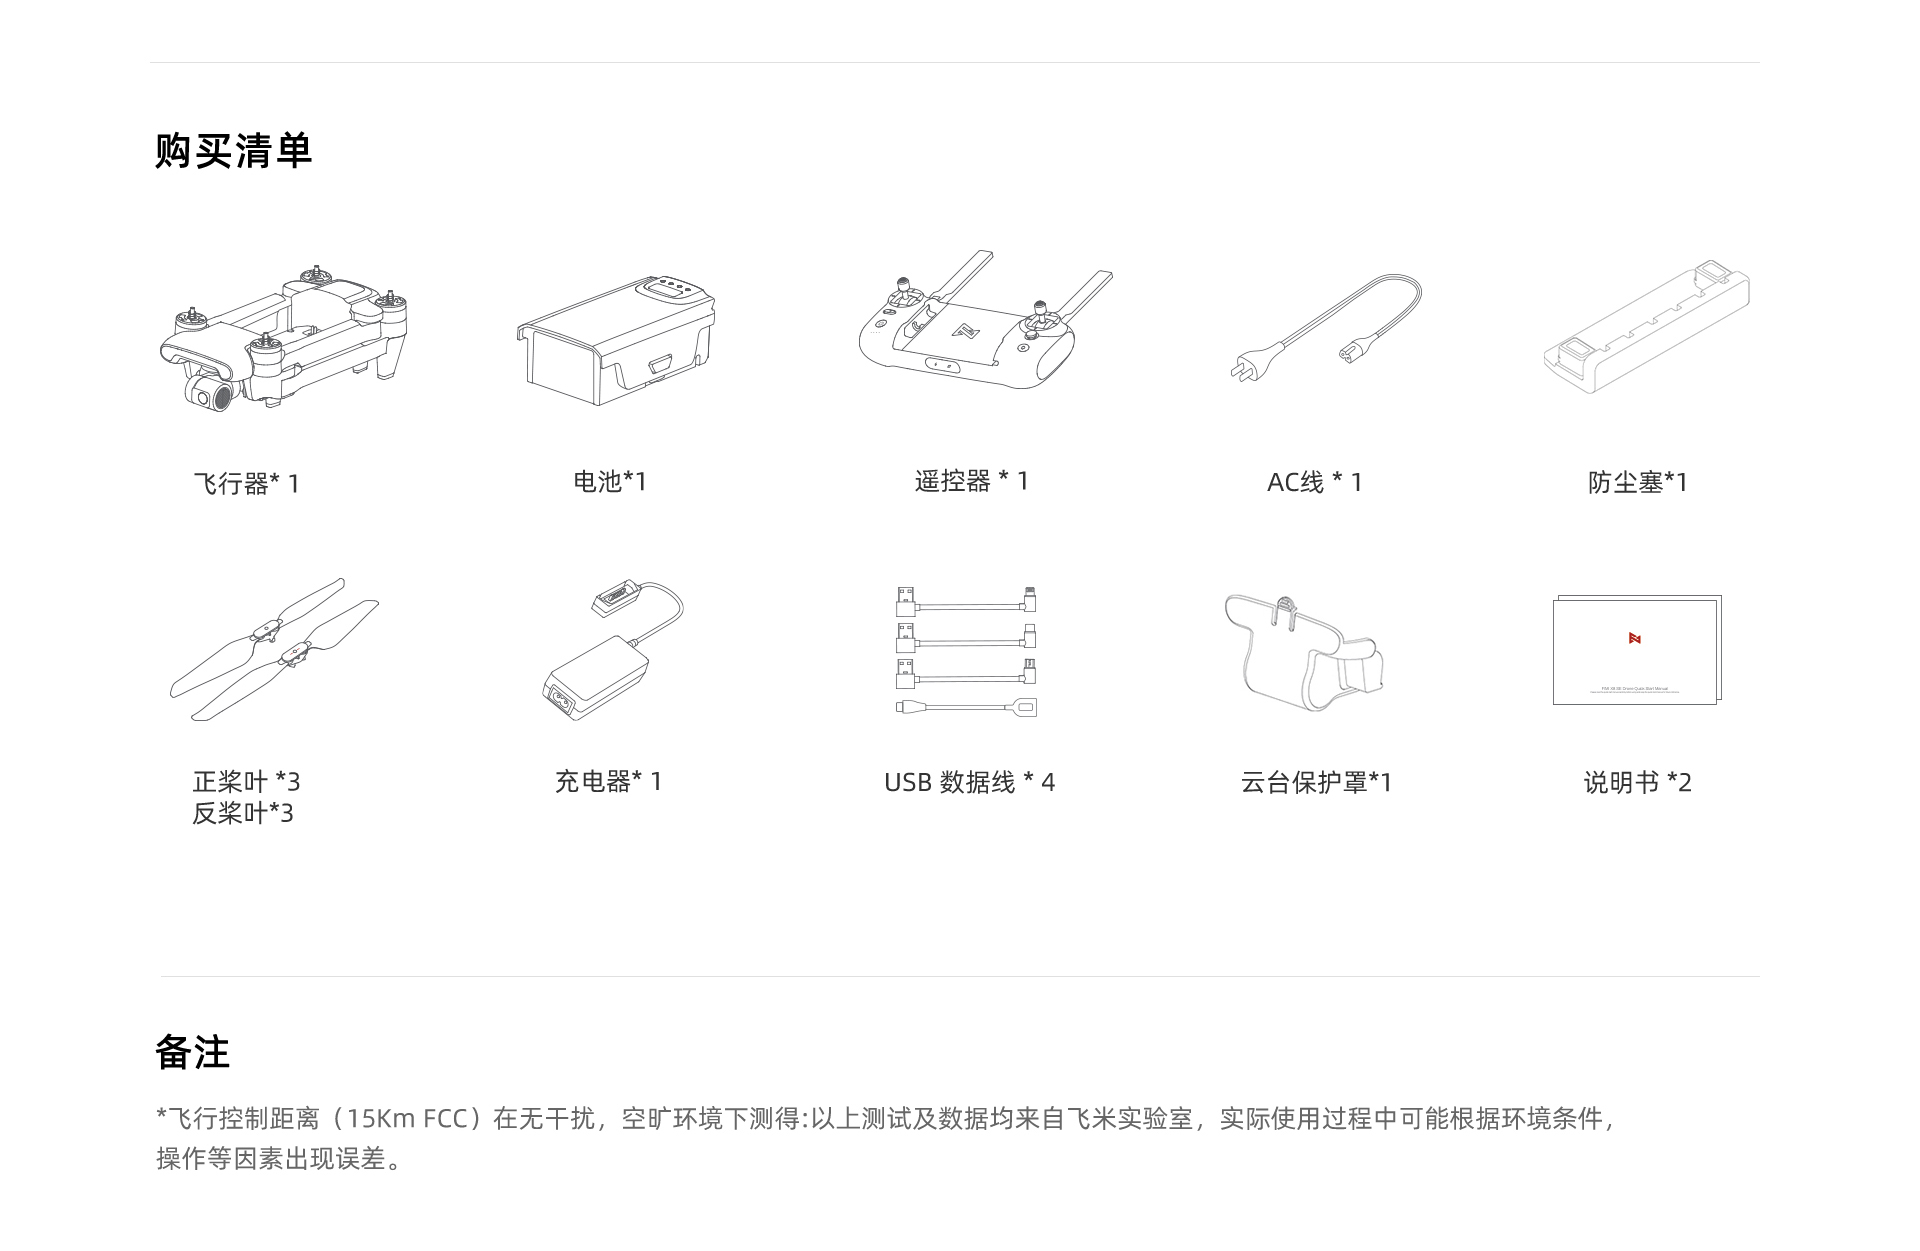 购买清单
飞行器* 1
电池*1
遥控器 * 1
AC线 * 1
防尘塞*1
正桨叶 *3
反桨叶*3
充电器* 1
USB 数据线 * 4
云台保护罩*1
说明书 *2
备注
*飞行控制距离（15Km FCC）在无干扰，空旷环境下测得:以上测试及数据均来自飞米实验室，实际使用过程中可能根据环境条件，
操作等因素出现误差。